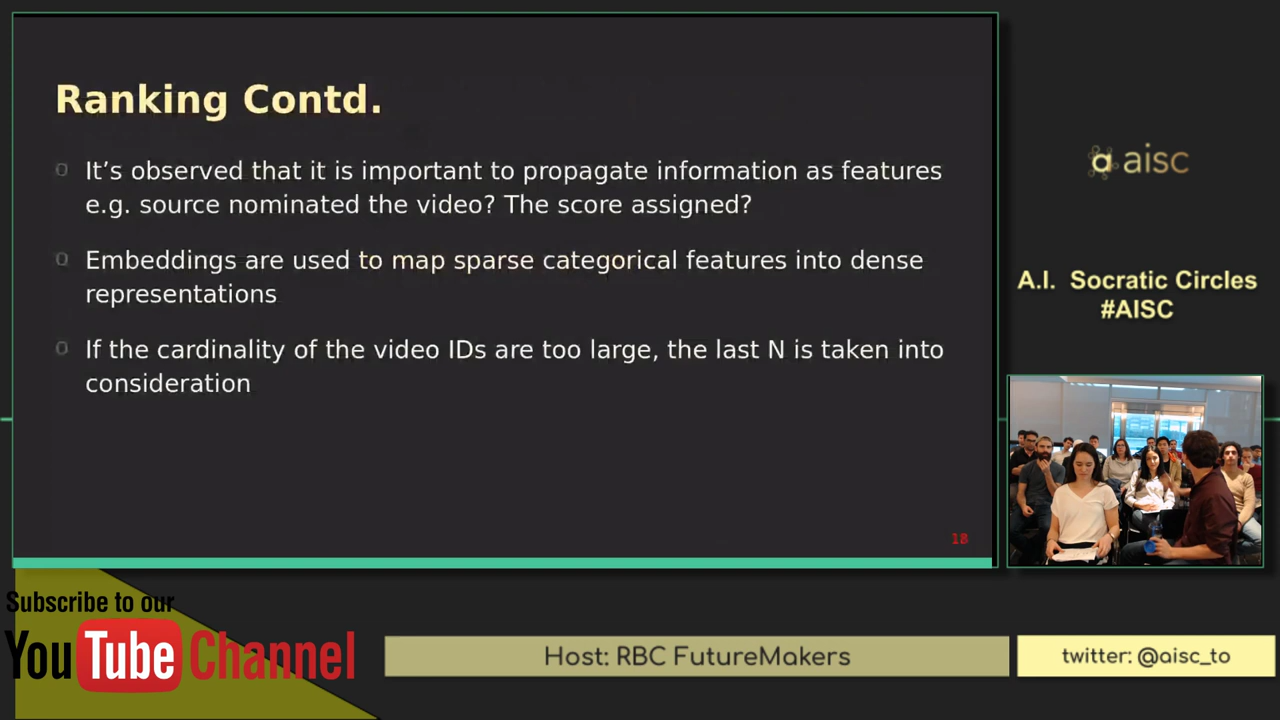 Ranking Contd.
It’s observed that it is important to propagate information as features
e.g. source nominated the video? The score assigned?
Embeddings are used to map sparse categorical features into dense
representations
If the cardinality of the video IDs are too large, the last N is taken into
consideration
18
aisc
A.I. Socratic Circles
#AISC
Subscribe to our
YouTube Channel
Host: RBC FutureMakers
twitter: @aisc_to